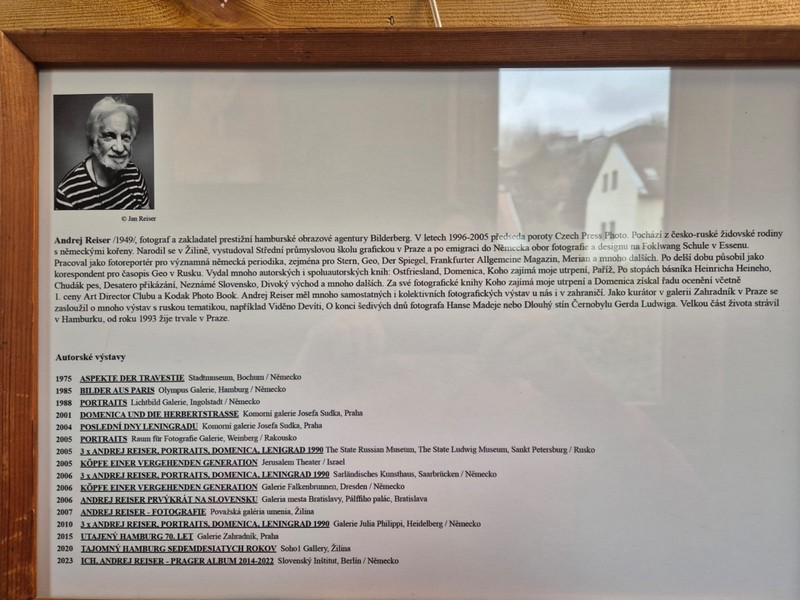 © Jan Reiser
Andrej Reiser /1949/, fotograf a zakladatel prestižní hamburské obrazové agentury Bilderberg. V letech 1996-2005 předseda poroty Czech Press Photo. Pochází z česko-ruské židovské rodiny
s německými kořeny. Narodil se v Žilině, vystudoval Střední průmyslovou školu grafickou v Praze a po emigraci do Německa obor fotografie a designu na Foklwang Schule v Essenu.
Pracoval jako fotoreportér pro významná německá periodika, zejména pro Stern, Geo, Der Spiegel, Frankfurter Allgemeine Magazin, Merian a mnoho dalších. Po delší dobu působil jako
korespondent pro časopis Geo v Rusku. Vydal mnoho autorských i spoluautorských knih: Ostfriesland, Domenica, Koho zajímá moje utrpení, Paříž, Po stopách básníka Heinricha Heineho,
Chudák pes, Desatero přikázání, Neznámé Slovensko, Divoký východ a mnoho dalších. Za své fotografické knihy Koho zajímá moje utrpení a Domenica získal řadu ocenění včetně
1. ceny Art Director Clubu a Kodak Photo Book. Andrej Reiser měl mnoho samostatných i kolektivních fotografických výstav u nás i v zahraničí. Jako kurátor v galerii Zahradník v Praze se
zasloužil o mnoho výstav s ruskou tematikou, například Viděno Devíti, O konci šedivých dnů fotografa Hanse Madeje nebo Dlouhý stín Černobylu Gerda Ludwiga. Velkou část života strávil
v Hamburku, od roku 1993 žije trvale v Praze.
Autorské výstavy
1975 ASPEKTE DER TRAVESTIE Stadtmuseum, Bochum / Německo
1985 BILDER AUS PARIS Olympus Galerie, Hamburg / Německo
1988 PORTRAITS Lichtbild Galerie, Ingolstadt / Německo
2001 DOMENICA UND DIE HERBERTSTRASSE Komorní galerie Josefa Sudka, Praha
2004 POSLEDNÍ DNY LENINGRADU Komorní galerie Josefa Sudka, Praha
2005 PORTRAITS Raum für Fotografie Galerie, Weinberg / Rakousko
2005 3 x ANDREJ REISER, PORTRAITS, DOMENICA, LENIGRAD 1990 The State Russian Museum, The State Ludwig Museum, Sankt Petersburg / Rusko
2005 KÖPFE EINER VERGEHENDEN GENERATION Jerusalem Theater / Israel
2006 3 x ANDREJ REISER, PORTRAITS, DOMENICA, LENINGRAD 1990 Sarländisches Kunsthaus, Saarbrücken / Německo
2006 KÖPFE EINER VERGEHENDEN GENERATION Galerie Falkenbrunnen, Dresden / Německo
2006 ANDREJ REISER PRVÝKRÁT NA SLOVENSKU Galeria mesta Bratislavy, Pálffiho palác, Bratislava
2007 ANDREJ REISER - FOTOGRAFIE Považská galéria umenia, Žilina
2010 3 x ANDREJ REISER, PORTRAITS, DOMENICA, LENINGRAD 1990 Galerie Julia Philippi, Heidelberg / Německo
2015 UTAJENÝ HAMBURG 70. LET Galerie Zahradník, Praha
2020 TAJOMNÝ HAMBURG SEDEMDESIATYCH ROKOV Soho1 Gallery, Žilina
2023 ICH, ANDREJ REISER - PRAGER ALBUM 2014-2022 Slovenský Inštitut, Berlín / Německo